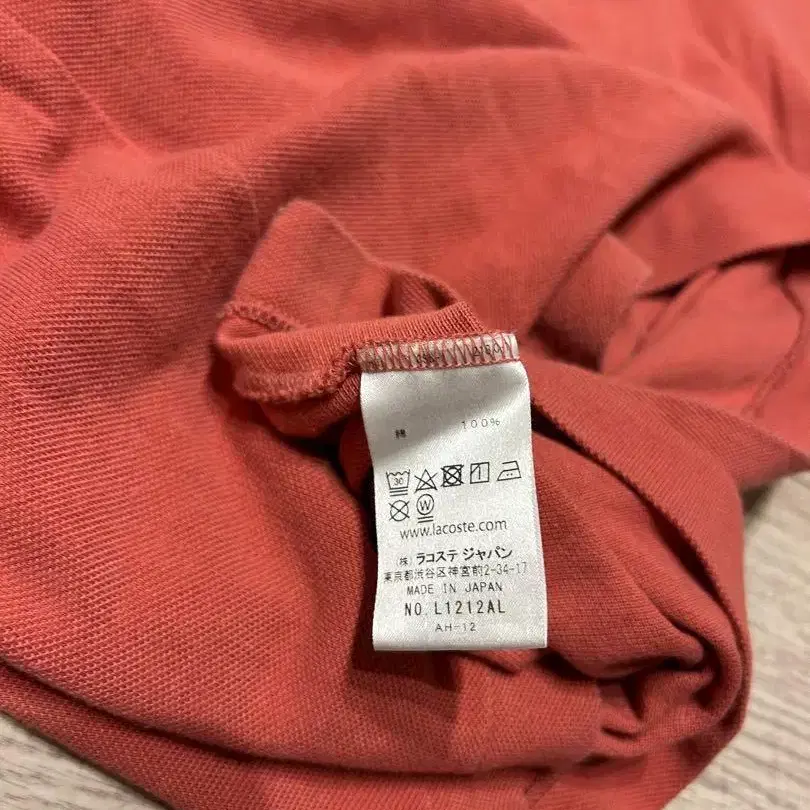 綿 100%
30
W
www.lacoste.com
(株) ラコステ ジャパン
東京都渋谷区神宮前2-34-17
MADE IN JAPAN
NO. L1212AL
AH-12